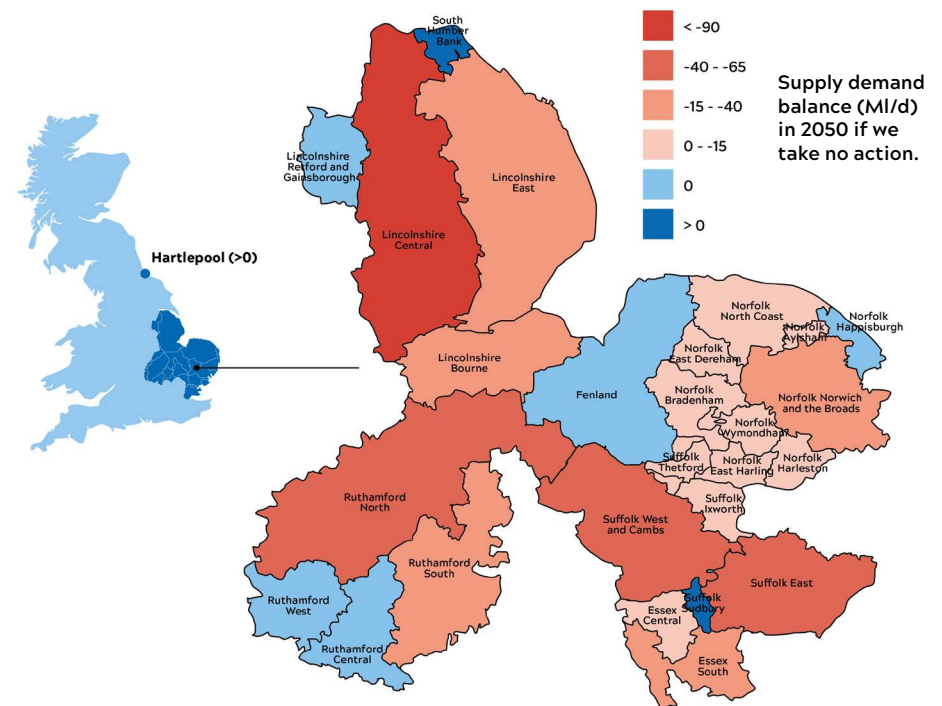 South
Humber
Bank
< -90
-40 - -65
-15 - -40
0 - -15
0
> 0
Supply demand
balance (Ml/d)
in 2050 if we
take no action.
Lincolnshire
Retford and
Gainsborough
Lincolnshire
East
Lincolnshire
Central
Hartlepool (>0)
Norfolk
North Coast
Norfolk
Happisburgh
Norfolk
Aylsham
Norfolk
East Dereham
Lincolnshire
Bourne
Fenland
Norfolk
Bradenham
Norfolk Norwich
and the Broads
Norfolk
Wymondham?
Suffolk
Thetford
Norfolk
East Harling
Norfolk
Harleston
Ruthamford
North
Suffolk
Ixworth
Suffolk West
and Cambs
Ruthamford
South
Suffolk East
Ruthamford
West
Suffolk
Sudbury
Essex
Central
Ruthamford
Central
Essex
South